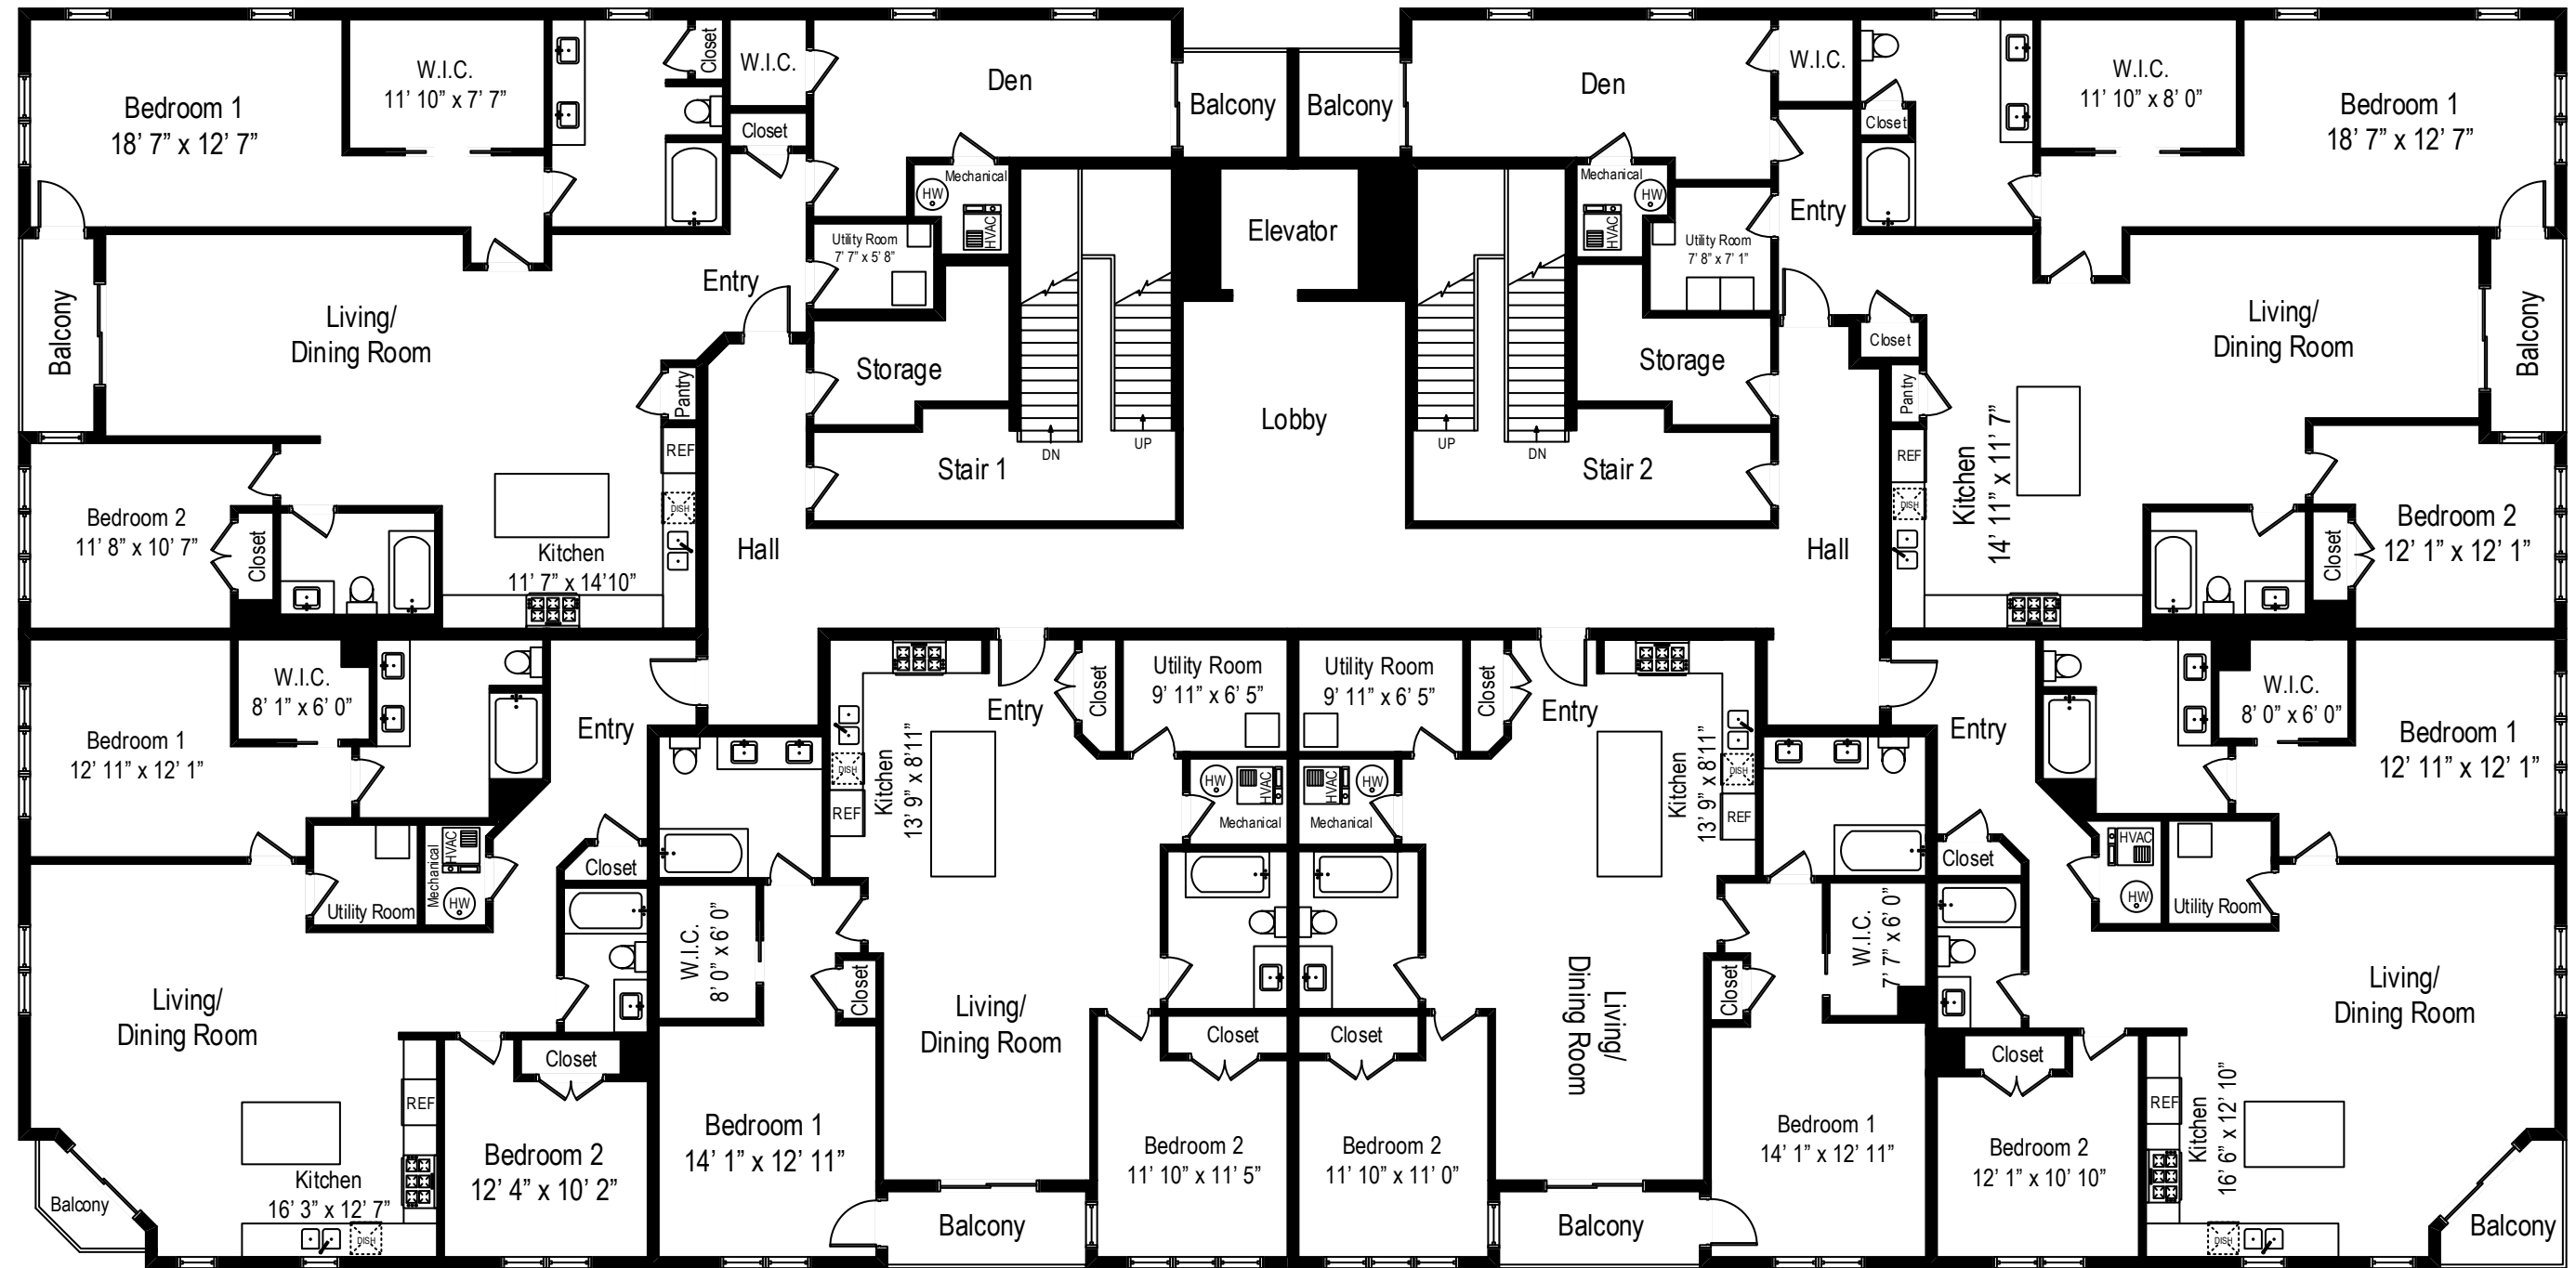 Bedroom 1
18’ 7” x 12’ 7”
W.I.C.
11’ 10” x 7’ 7”
Closet
W.I.C.
Closet
Den
Balcony
Balcony
Den
W.I.C.
Closet
W.I.C.
11’ 10” x 8’ 0”
Bedroom 1
18’ 7” x 12’ 7”
Mechanical
HW
HVAC
Utility Room
7’ 7” x 5’ 8”
Entry
Elevator
Mechanical
HW
HVAC
Utility Room
7’ 8” x 7’ 1”
Entry
Balcony
Living/
Dining Room
Pantry
Storage
Storage
Closet
Pantry
Living/
Dining Room
Balcony
Lobby
REF
DISH
Stair 1
DN
UP
UP
DN
Stair 2
REF
DISH
Kitchen
14’ 11” x 11’ 7”
Bedroom 2
11’ 8” x 10’ 7”
Closet
Kitchen
11’ 7” x 14’10”
Hall
Hall
Closet
Bedroom 2
12’ 1” x 12’ 1”
W.I.C.
8’ 1” x 6’ 0”
Bedroom 1
12’ 11” x 12’ 1”
Entry
Kitchen
13’ 9” x 8’11”
DISH
REF
Entry
Closet
Utility Room
9’ 11” x 6’ 5”
Utility Room
9’ 11” x 6’ 5”
Closet
Entry
Kitchen
13’ 9” x 8’11”
DISH
REF
Entry
W.I.C.
8’ 0” x 6’ 0”
Bedroom 1
12’ 11” x 12’ 1”
HW
HVAC
Mechanical
HVAC
HW
Mechanical
Mechanical
HVAC
HW
Utility Room
Closet
Closet
HVAC
HW
Utility Room
W.I.C.
8’ 0” x 6’ 0”
Closet
W.I.C.
7’ 7” x 6’ 0”
Closet
Living/
Dining Room
Living/
Dining Room
Living/
Dining Room
Living/
Dining Room
Closet
Closet
Closet
Closet
REF
Bedroom 2
12’ 4” x 10’ 2”
Bedroom 1
14’ 1” x 12’ 11”
Bedroom 2
11’ 10” x 11’ 5”
Bedroom 2
11’ 10” x 11’ 0”
Bedroom 1
14’ 1” x 12’ 11”
Bedroom 2
12’ 1” x 10’ 10”
REF
Kitchen
16’ 6” x 12’ 10”
Balcony
Kitchen
16’ 3” x 12’ 7”
DISH
Balcony
Balcony
DISH
Balcony